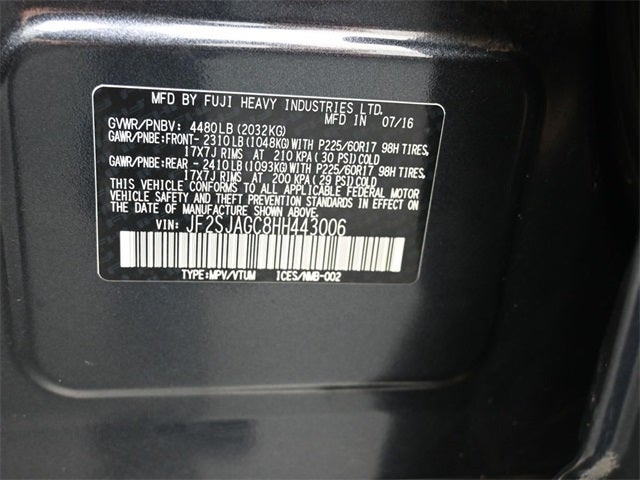 MFD BY FUJI HEAVY INDUSTRIES LTD.
MFD IN 07/16
GVWR/PNBV: 4480LB(2032KG)
GAWR/PNBE:FRONT- 2310LB(1048KG)WITH P225/60R17 98H TIRES,
17X7J RIMS AT 210 KPA(30 PSI)COLD
GAWR/PNBE:REAR - 2410LB(1093KG)WITH P225/60R17 98H TIRES,
17X7J RIMS AT 200 KPA(29 PSI)COLD
THIS VEHICLE CONFORMS TO ALL APPLICABLE FEDERAL MOTOR
VEHICLE SAFETY AND THEFT PREVENTION STANDARDS IN EFFECT ON
THE DATE OF MANUFACTURE SHOWN ABOVE.
VIN: JF2SJAGC8HH443006
TYPE:MPV/VTUM ICES/NMB-002